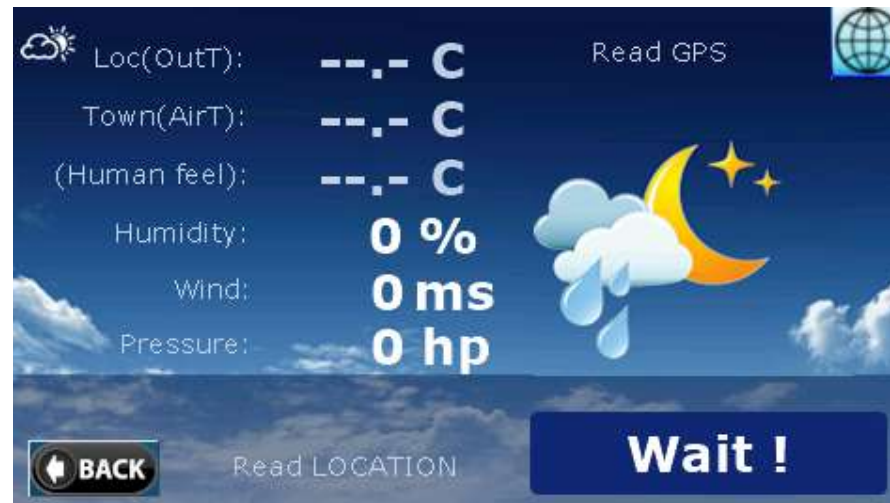 Loc(OutT): --.- C Read GPS
Town(AirT): --.- C
(Human feel): --.- C
Humidity: 0 %
Wind: 0 ms
Pressure: 0 hp
BACK Read LOCATION Wait !